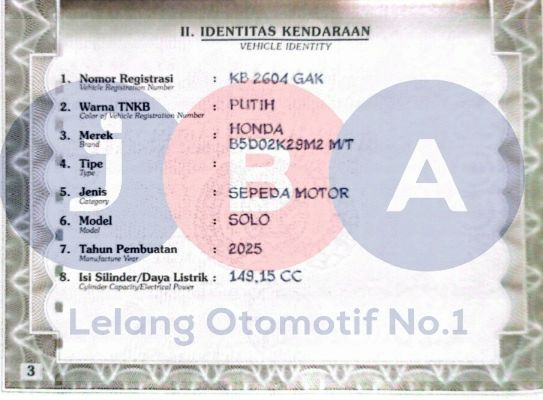 II. IDENTITAS KENDARAAN
VEHICLE IDENTITY
1. Nomor Registrasi : KB 2604 GAK
Vehicle Registration Number
2. Warna TNKB : PUTIH
Color of Vehicle Registration Number
3. Merek : HONDA
Brand B5D02K29M2 M/T
4. Tipe :
Type
5. Jenis : SEPEDA MOTOR
Category
6. Model : SOLO
Model
7. Tahun Pembuatan : 2025
Manufacture Year
8. Isi Silinder/Daya Listrik : 149,15 CC
Cylinder Capacity/Electrical Power
JBA
Lelang Otomotif No.1
3